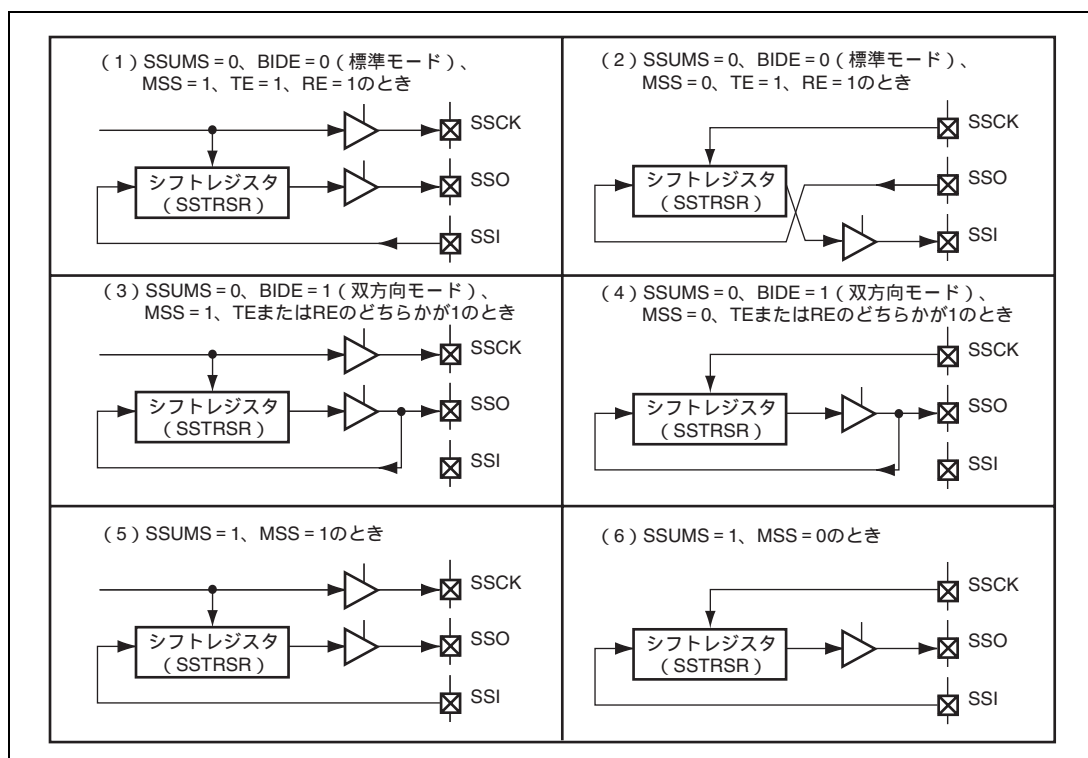 (1)SSUMS=0、BIDE=0(標準モード)、
MSS=1、TE=1、RE=1のとき
SSCK
シフトレジスタ
(SSTRSR)
SSO
SSI
(2)SSUMS=0、BIDE=0(標準モード)、
MSS=0、TE=1、RE=1のとき
SSCK
シフトレジスタ
(SSTRSR)
SSO
SSI
(3)SSUMS=0、BIDE=1(双方向モード)、
MSS=1、TEまたはREのどちらかが1のとき
SSCK
シフトレジスタ
(SSTRSR)
SSO
SSI
(4)SSUMS=0、BIDE=1(双方向モード)、
MSS=0、TEまたはREのどちらかが1のとき
SSCK
シフトレジスタ
(SSTRSR)
SSO
SSI
(5)SSUMS=1、MSS=1のとき
SSCK
シフトレジスタ
(SSTRSR)
SSO
SSI
(6)SSUMS=1、MSS=0のとき
SSCK
シフトレジスタ
(SSTRSR)
SSO
SSI